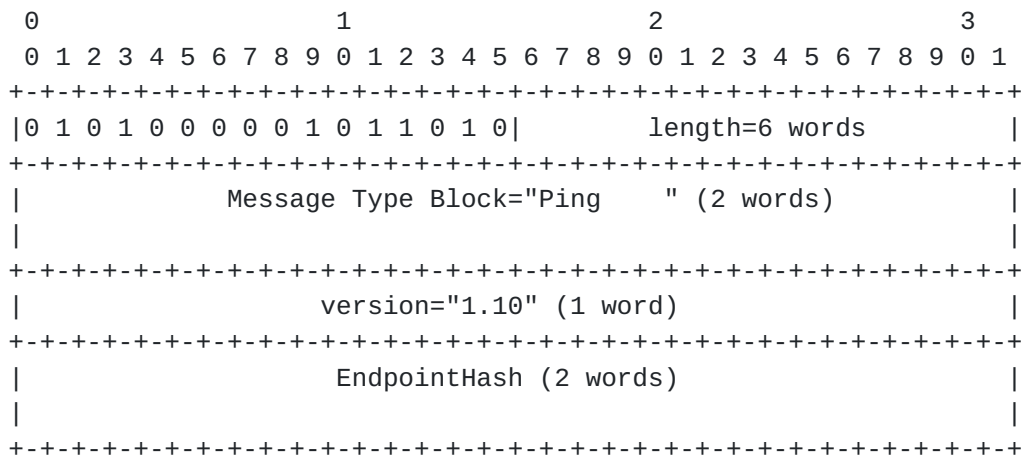 0                   1                   2                   3
 0 1 2 3 4 5 6 7 8 9 0 1 2 3 4 5 6 7 8 9 0 1 2 3 4 5 6 7 8 9 0 1
+-+-+-+-+-+-+-+-+-+-+-+-+-+-+-+-+-+-+-+-+-+-+-+-+-+-+-+-+-+-+-+-+
|0 1 0 1 0 0 0 0 0 1 0 1 1 0 1 0|        length=6 words         |
+-+-+-+-+-+-+-+-+-+-+-+-+-+-+-+-+-+-+-+-+-+-+-+-+-+-+-+-+-+-+-+-+
|             Message Type Block="Ping    " (2 words)           |
|                                                               |
+-+-+-+-+-+-+-+-+-+-+-+-+-+-+-+-+-+-+-+-+-+-+-+-+-+-+-+-+-+-+-+-+
|                   version="1.10" (1 word)                     |
+-+-+-+-+-+-+-+-+-+-+-+-+-+-+-+-+-+-+-+-+-+-+-+-+-+-+-+-+-+-+-+-+
|                    EndpointHash (2 words)                     |
|                                                               |
+-+-+-+-+-+-+-+-+-+-+-+-+-+-+-+-+-+-+-+-+-+-+-+-+-+-+-+-+-+-+-+-+